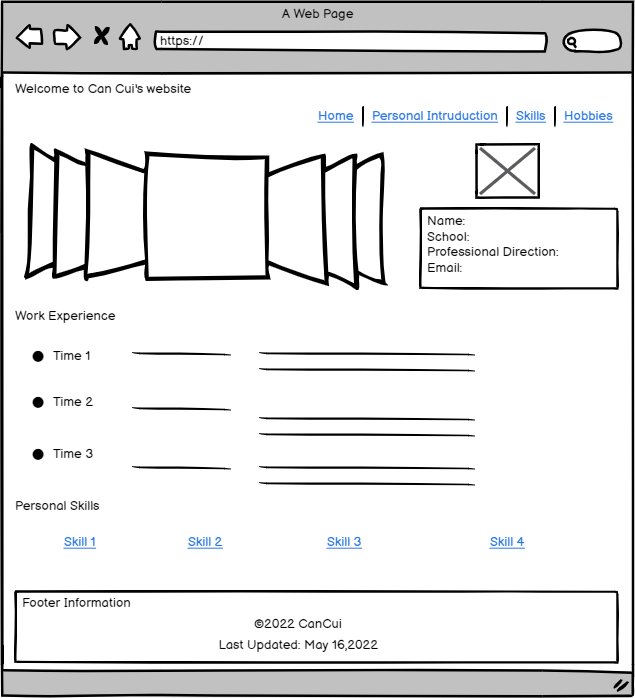 A Web Page
https://
Welcome to Can Cui's website
Home Personal Intruduction Skills Hobbies
Name:
School:
Professional Direction:
Email:
Work Experience
Time 1
Time 2
Time 3
Personal Skills
Skill 1 Skill 2 Skill 3 Skill 4
Footer Information
©2022 CanCui
Last Updated: May 16,2022